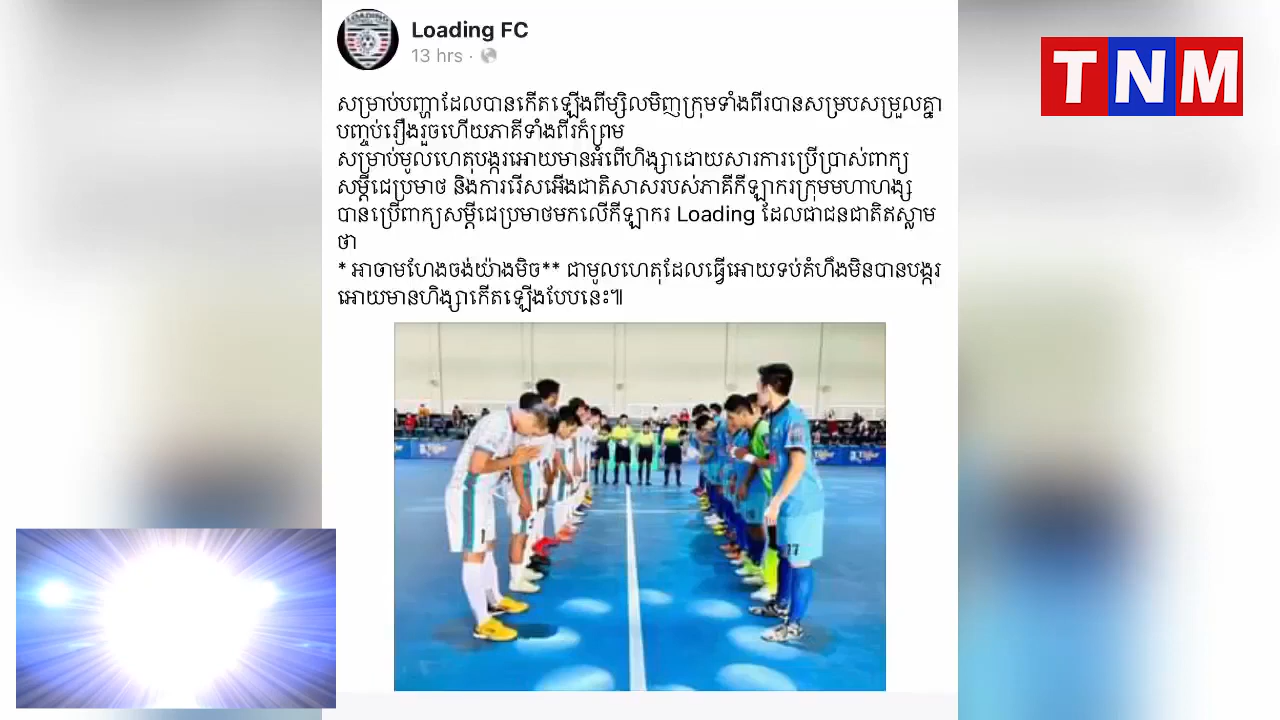 Loading FC
13 hrs ·
TNM
សម្រាប់បញ្ហាដែលបានកើតឡើងពីម្សិលមិញក្រុមទាំងពីរបានសម្របសម្រួលគ្នា
បញ្ចប់រឿងរួចហើយភាគីទាំងពីរក៏ព្រម
សម្រាប់មូលហេតុបង្ករអោយមានអំពើហិង្សាដោយសារការប្រើប្រាស់ពាក្យ
សម្ដីជេប្រមាថ និងការរើសអើងជាតិសាសរបស់ភាគីកីឡាករក្រុមមហាហង្ស
បានប្រើពាក្យសម្ដីជេប្រមាថមកលើកីឡាករ Loading ដែលជាជនជាតិឥស្លាម
ថា
* អាចាមហែងចង់យ៉ាងមិច** ជាមូលហេតុដែលធ្វើអោយទប់កំហឹងមិនបានបង្ករ
អោយមានហិង្សាកើតឡើងបែបនេះ៕
77